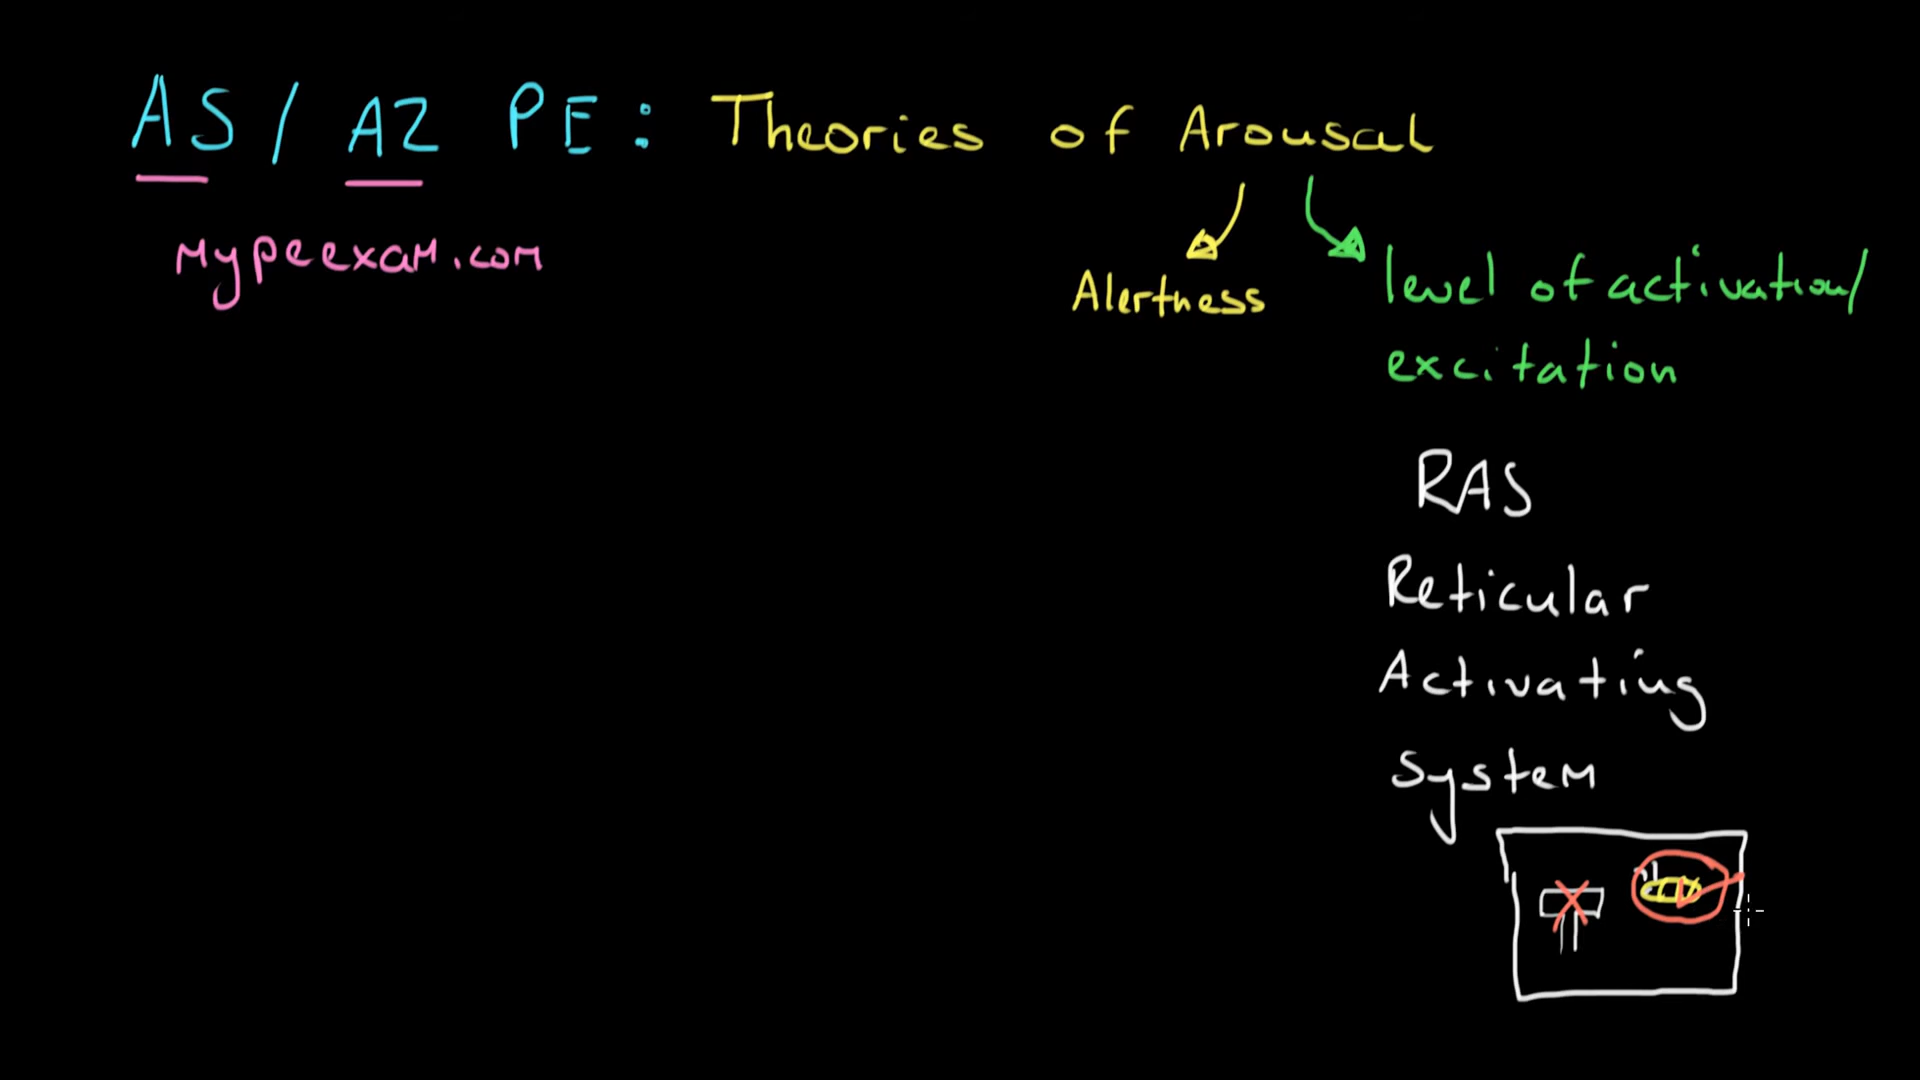 AS / A2 PE: Theories of Arousal
mypeexam.com
Alertness
level of activation/
excitation
RAS
Reticular
Activating
System